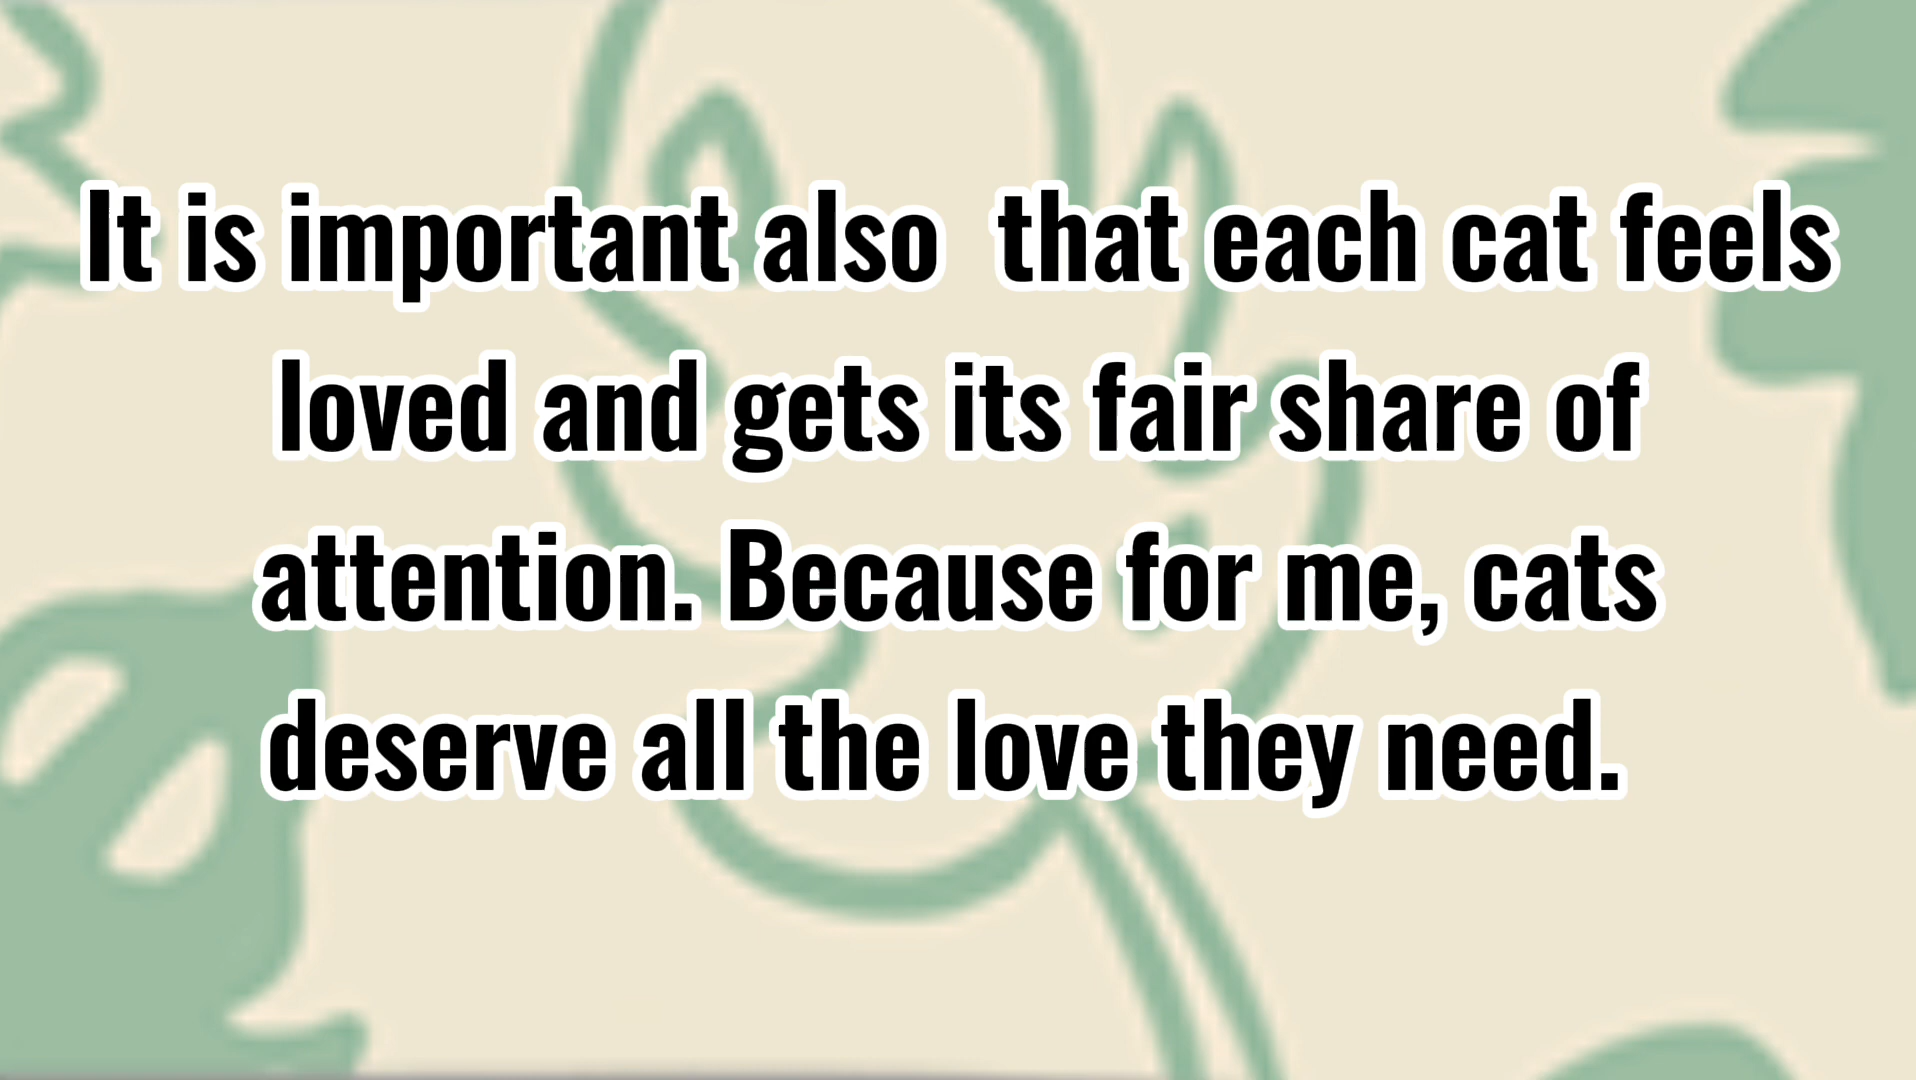 It is important also  that each cat feels
loved and gets its fair share of
attention. Because for me, cats
deserve all the love they need.